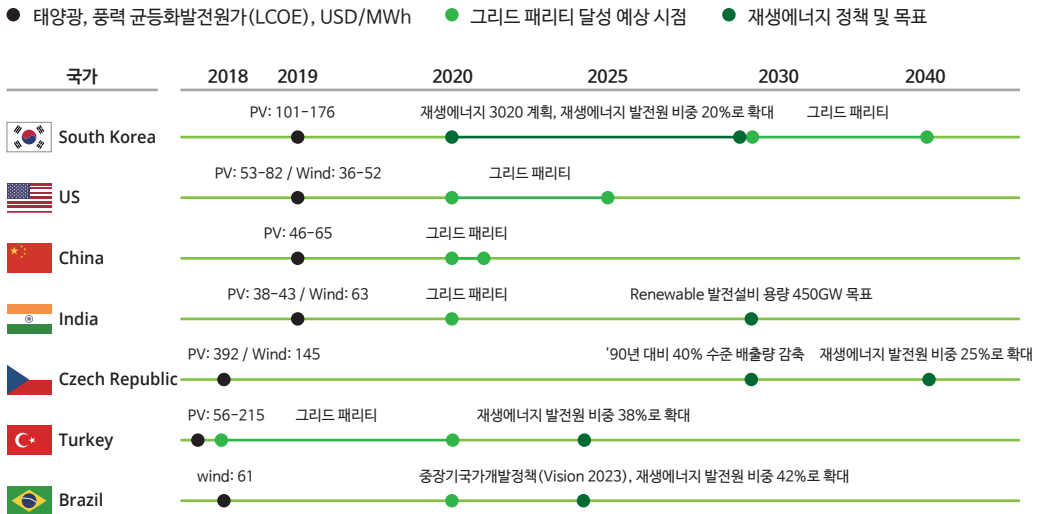 태양광, 풍력 균등화발전원가(LCOE), USD/MWh 그리드 패리티 달성 예상 시점 재생에너지 정책 및 목표
국가 2018 2019 2020 2025 2030 2040
PV: 101-176 재생에너지 3020 계획, 재생에너지 발전원 비중 20%로 확대 그리드 패리티
South Korea
PV: 53-82 / Wind: 36-52 그리드 패리티
US
PV: 46-65 그리드 패리티
China
PV: 38-43 / Wind: 63 그리드 패리티 Renewable 발전설비 용량 450GW 목표
India
PV: 392 / Wind: 145 '90년 대비 40% 수준 배출량 감축 재생에너지 발전원 비중 25%로 확대
Czech Republic
PV: 56-215 그리드 패리티 재생에너지 발전원 비중 38%로 확대
Turkey
wind: 61 중장기국가개발정책(Vision 2023), 재생에너지 발전원 비중 42%로 확대
Brazil